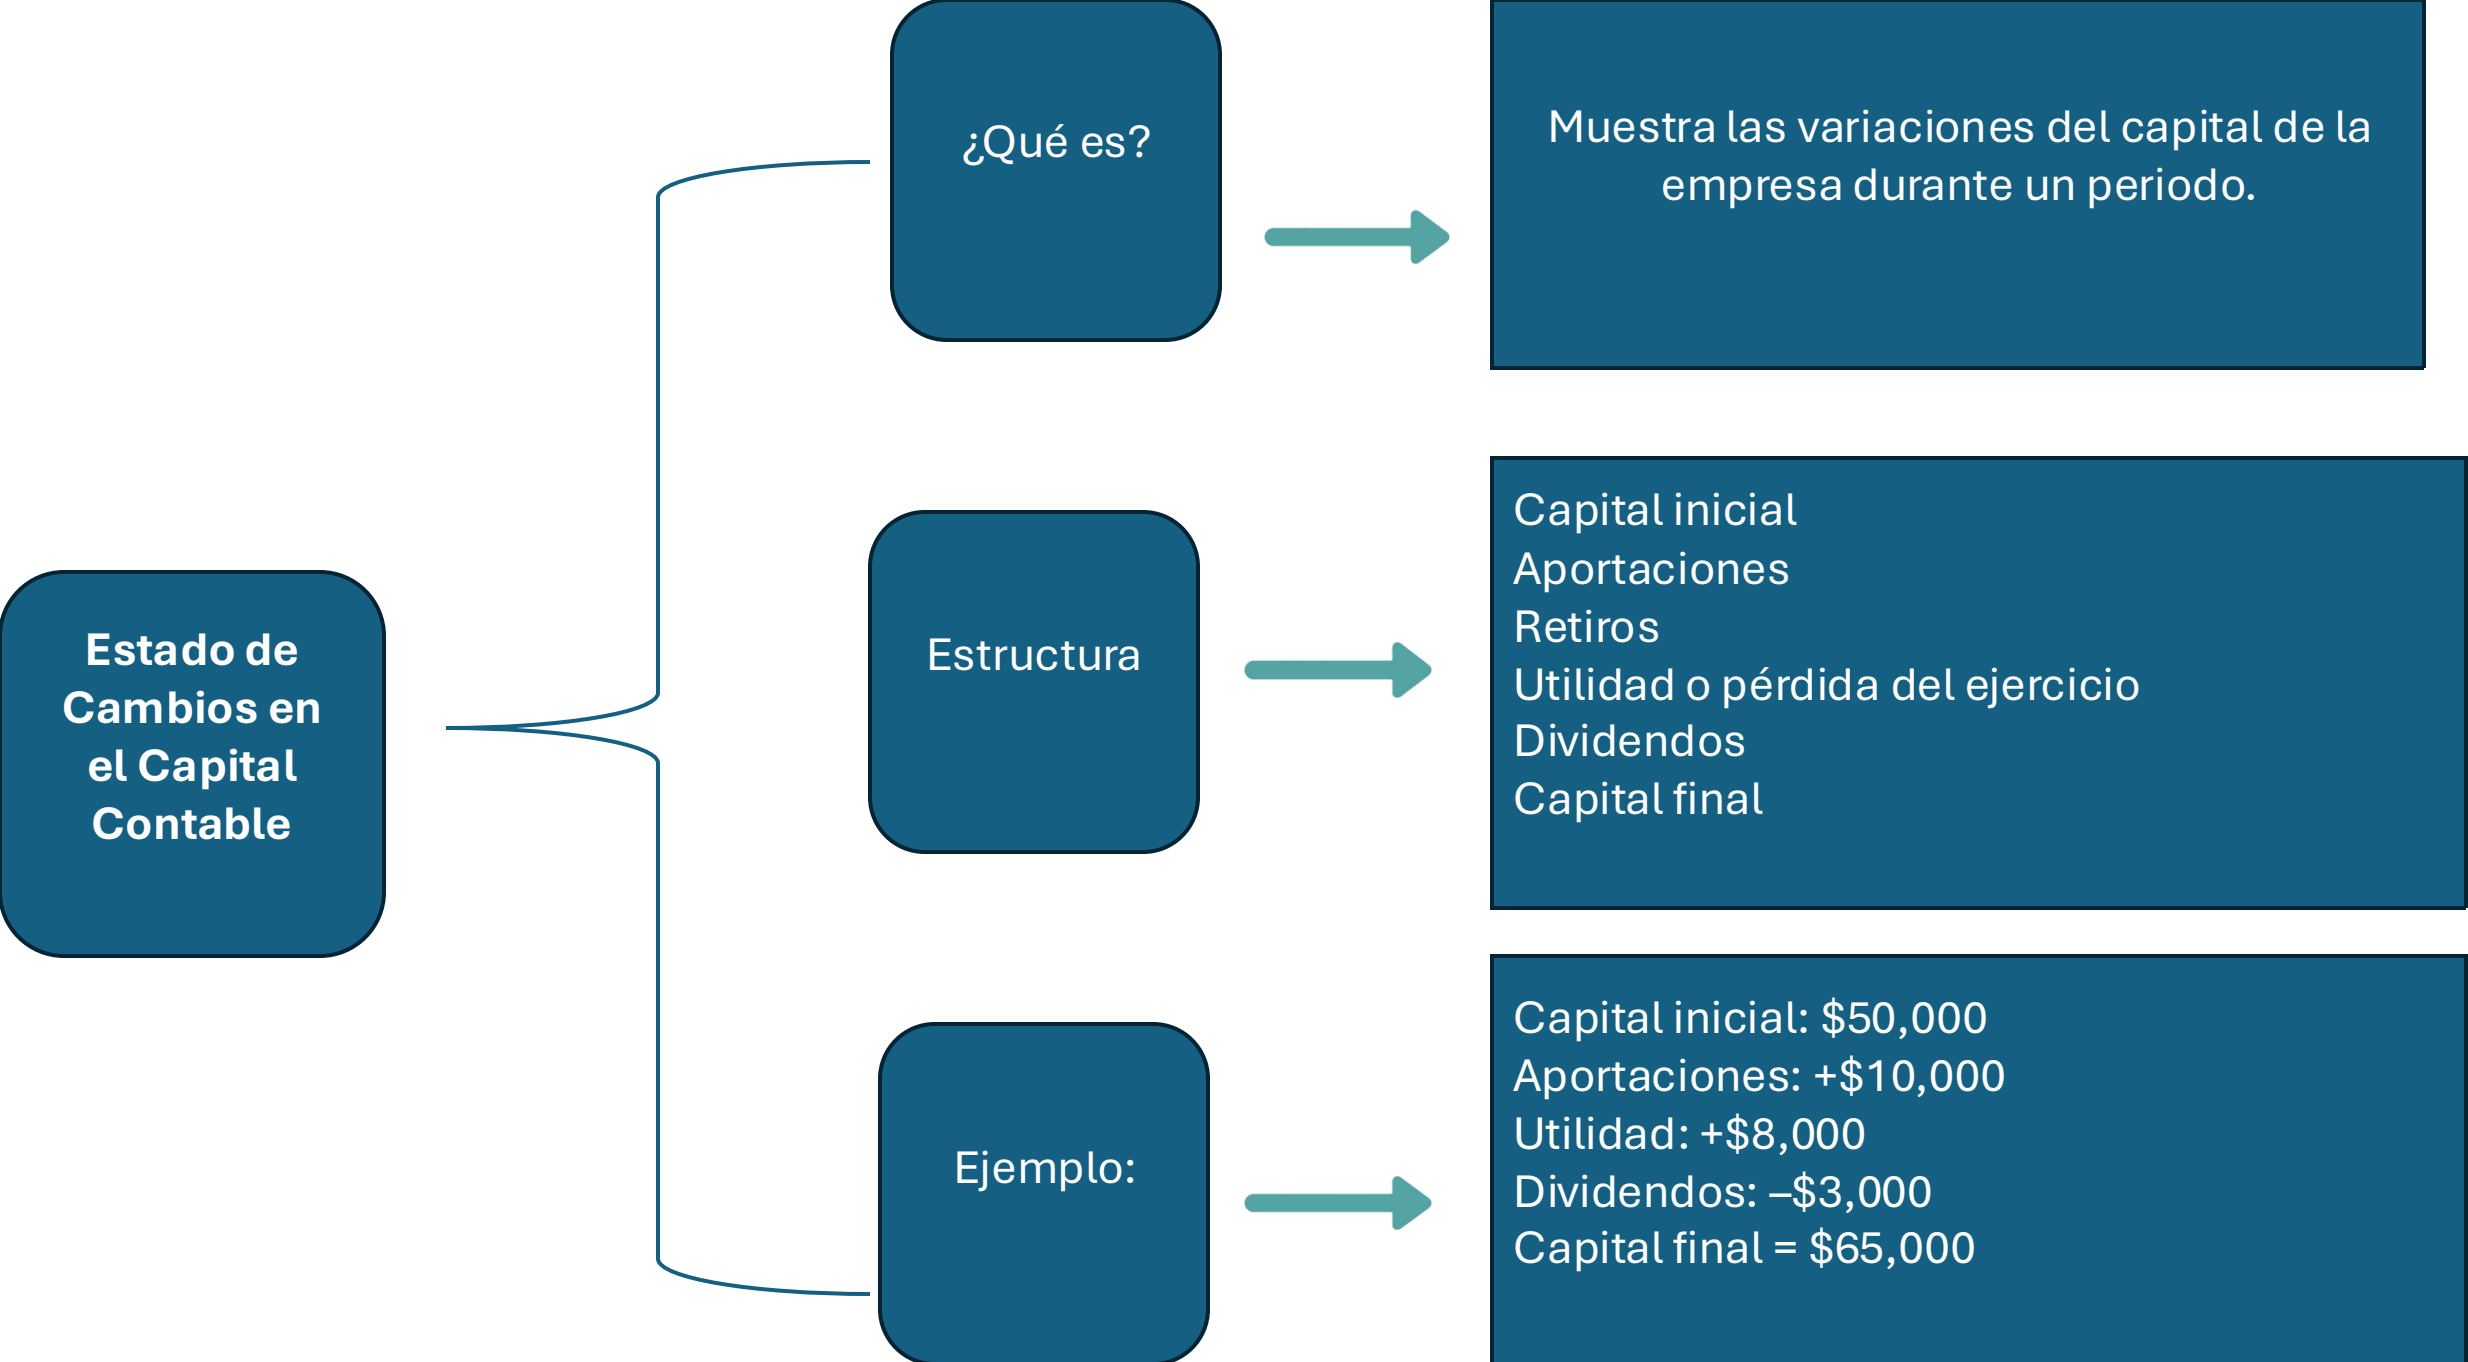 ¿Qué es?
Muestra las variaciones del capital de la
empresa durante un periodo.
Estado de
Cambios en
el Capital
Contable
Estructura
Capital inicial
Aportaciones
Retiros
Utilidad o pérdida del ejercicio
Dividendos
Capital final
Ejemplo:
Capital inicial: $50,000
Aportaciones: +$10,000
Utilidad: +$8,000
Dividendos: –$3,000
Capital final = $65,000